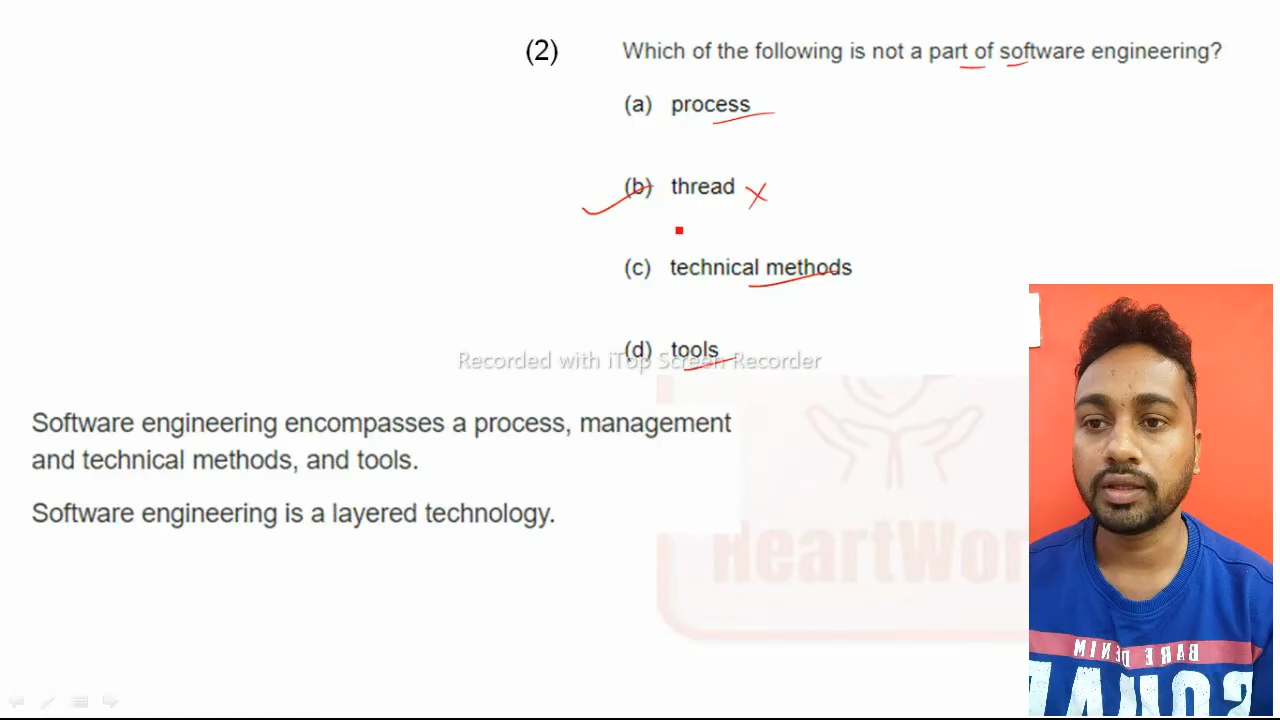 (2) Which of the following is not a part of software engineering?
(a) process
(b) thread
(c) technical methods
(d) tools
Recorded with iTop Screen Recorder
Software engineering encompasses a process, management
and technical methods, and tools.
Software engineering is a layered technology.
HeartWor
BARE DENIM